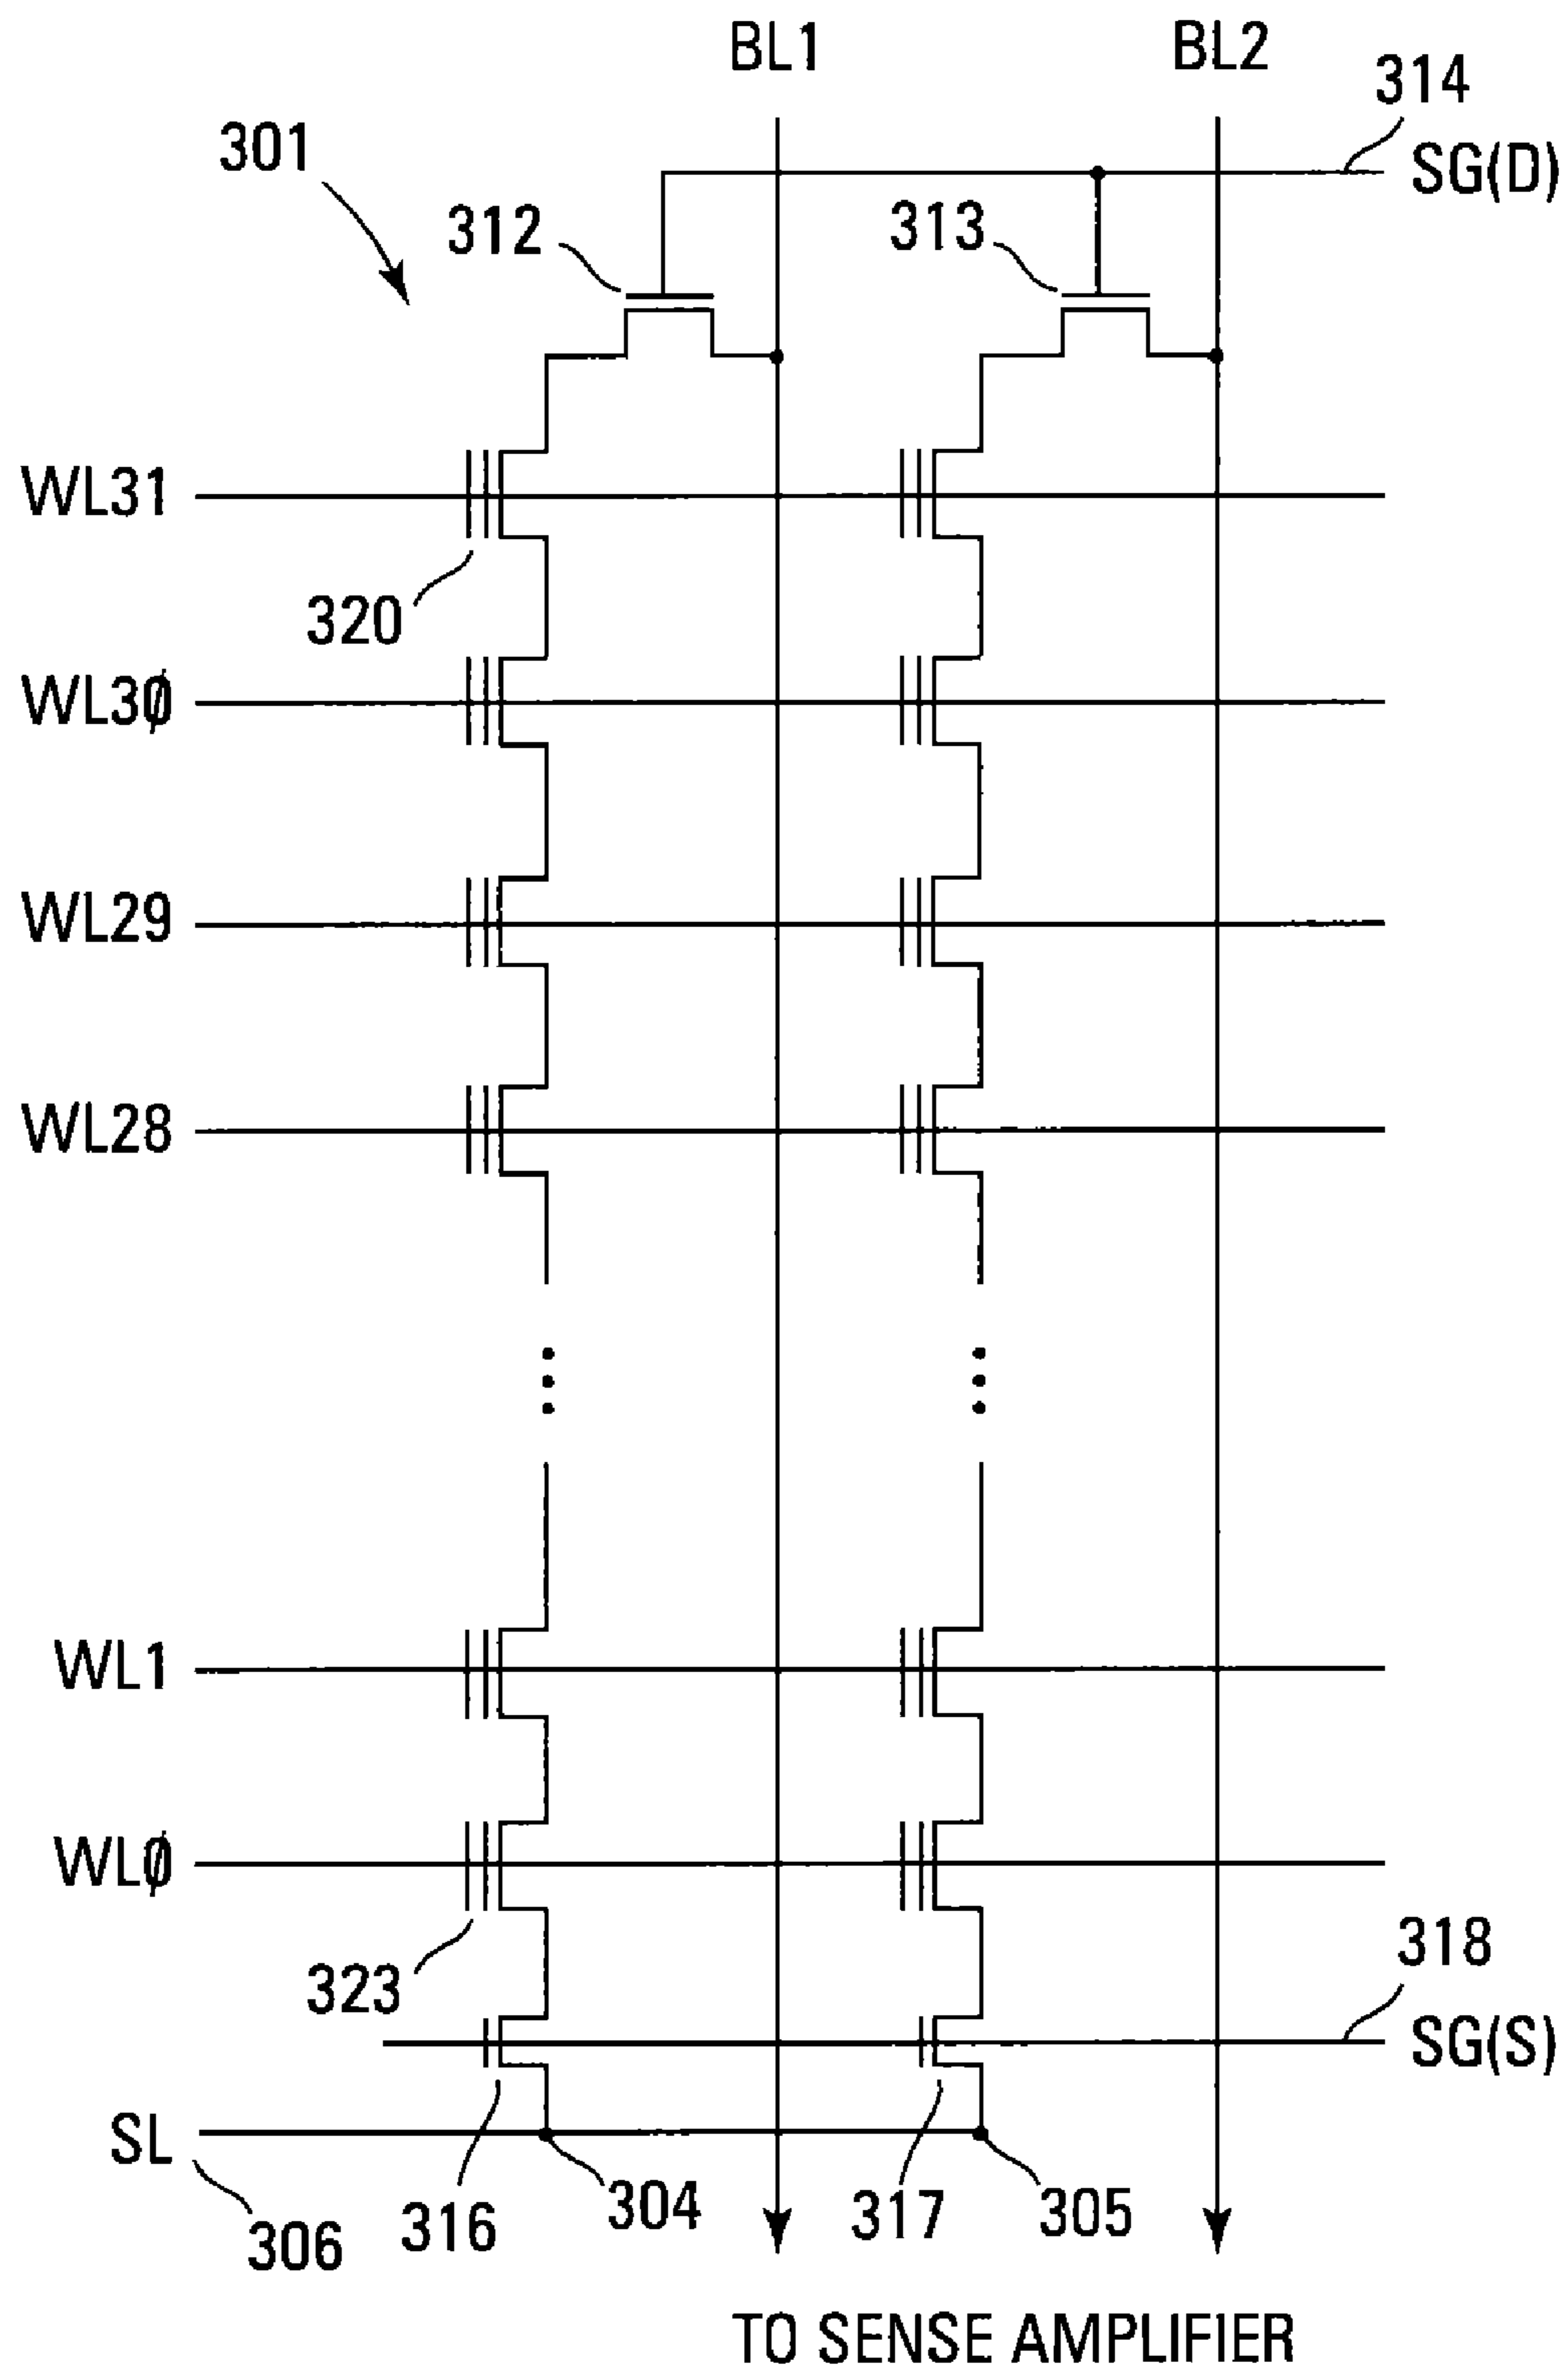 BL1
BL2
314
SG(D)
301
312
313
WL31
320
WL3Ø
WL29
WL28
WL1
WLØ
323
318
SG(S)
SL
306
316
304
317
305
TO SENSE AMPLIFIER